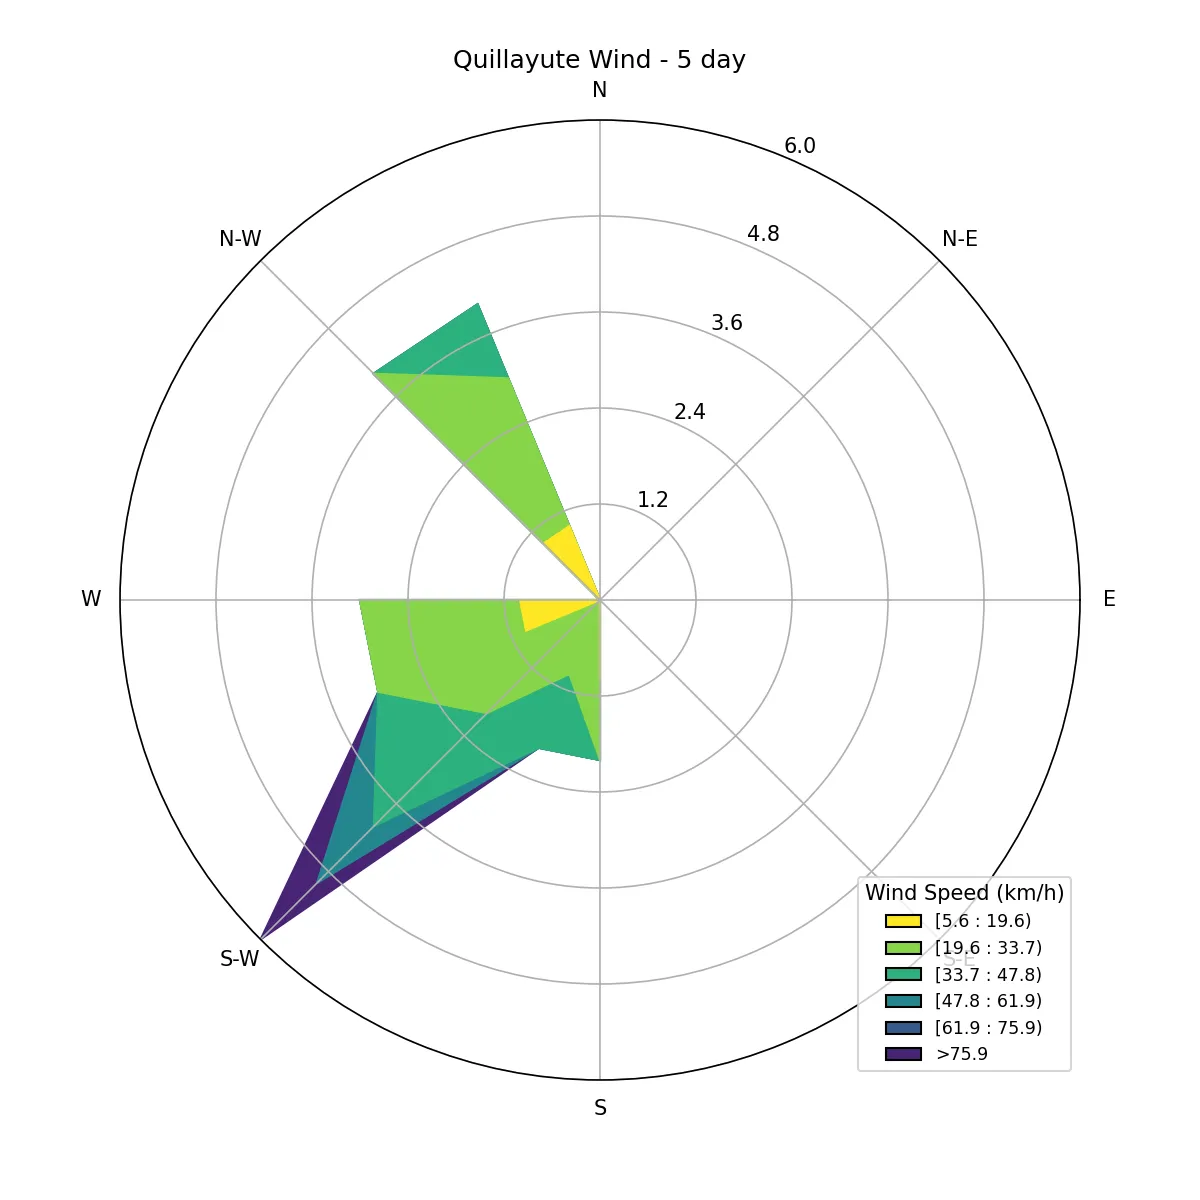 Quillayute Wind - 5 day
N
6.0
N-W
N-E
4.8
3.6
2.4
1.2
W
E
S-W
S-E
S
Wind Speed (km/h)
[5.6 : 19.6)
[19.6 : 33.7)
[33.7 : 47.8)
[47.8 : 61.9)
[61.9 : 75.9)
>75.9